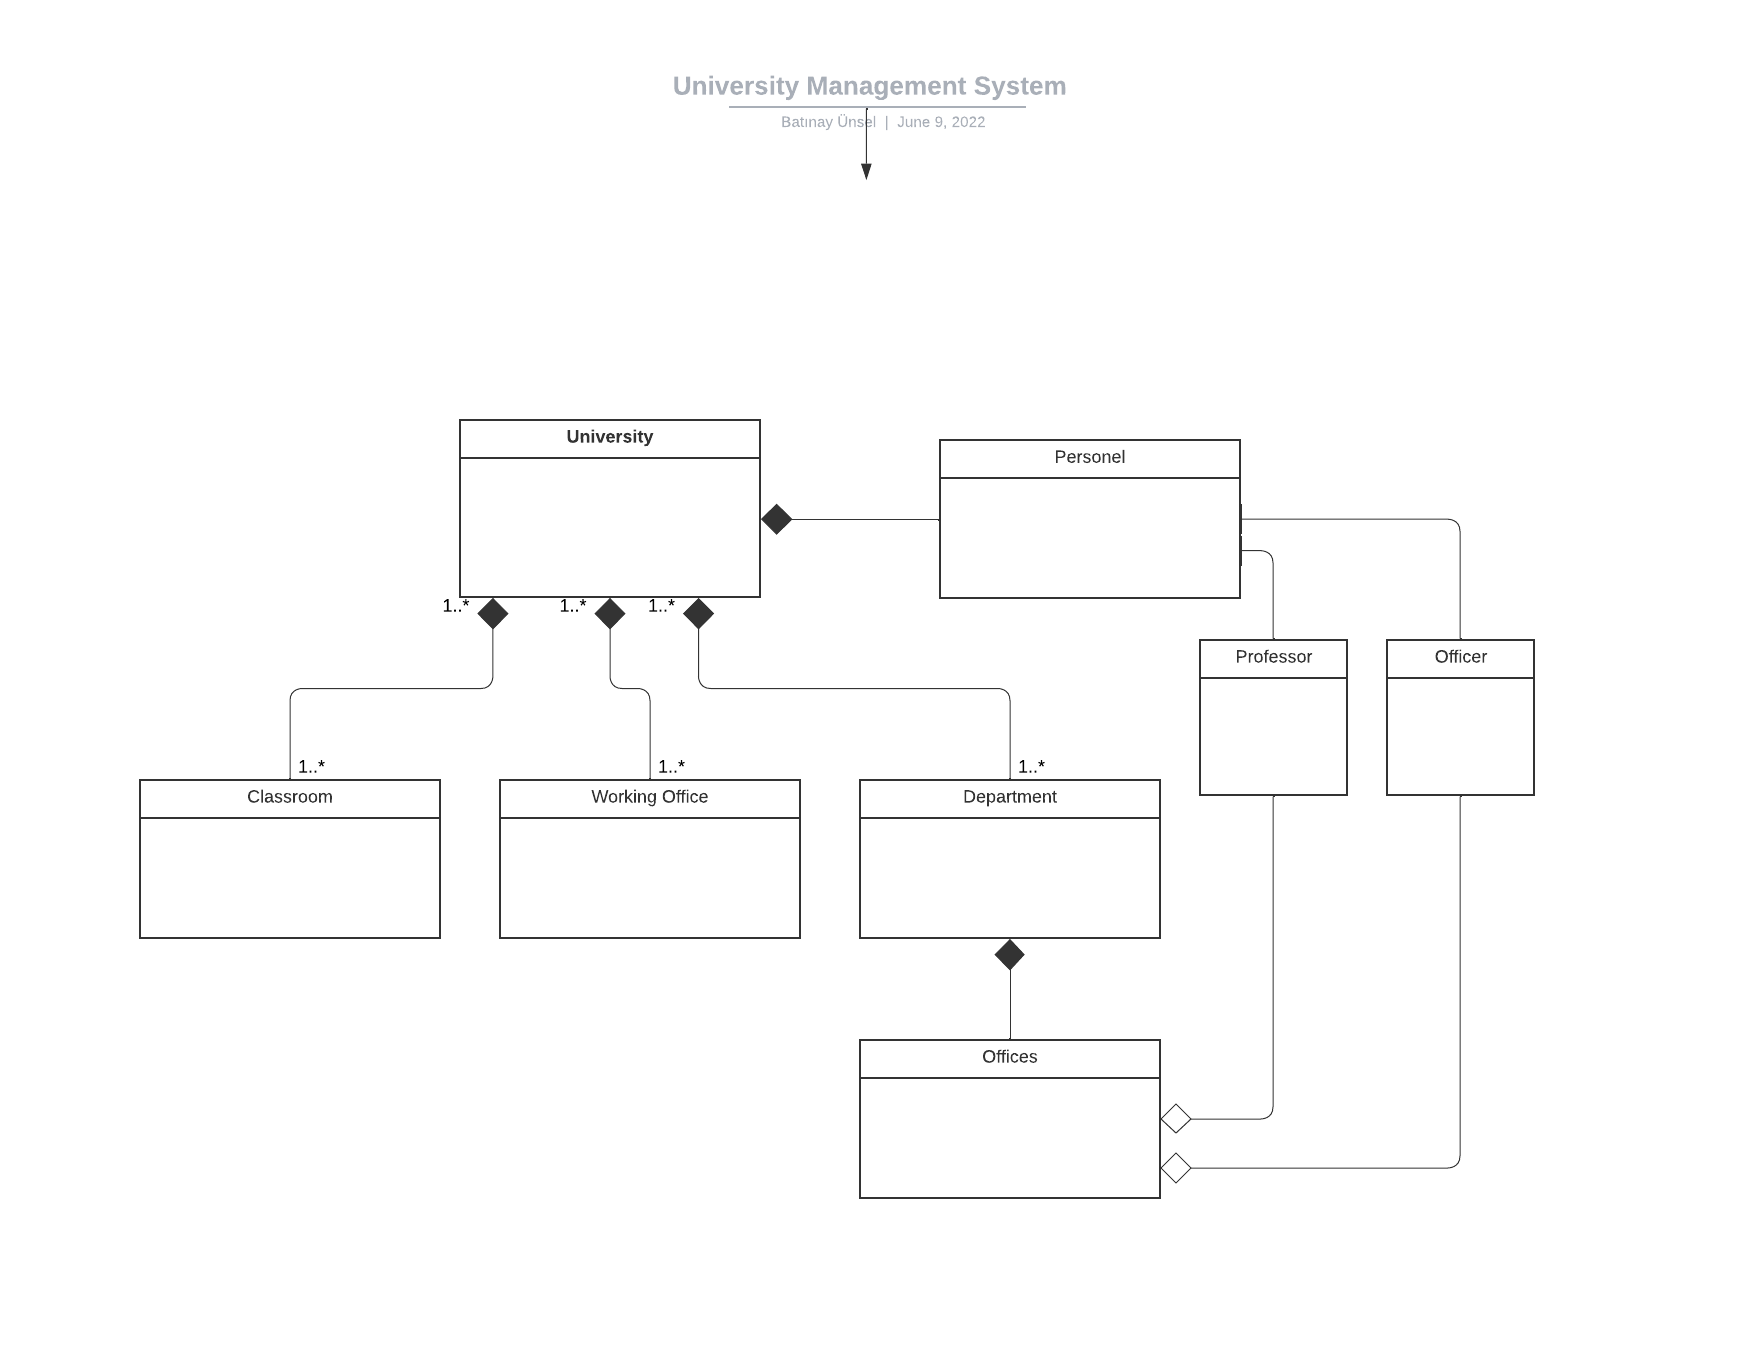 University Management System
Batınay Ünsel | June 9, 2022
University
Personel
1..* 1..* 1..*
Professor
Officer
1..* 1..* 1..*
Classroom
Working Office
Department
Offices